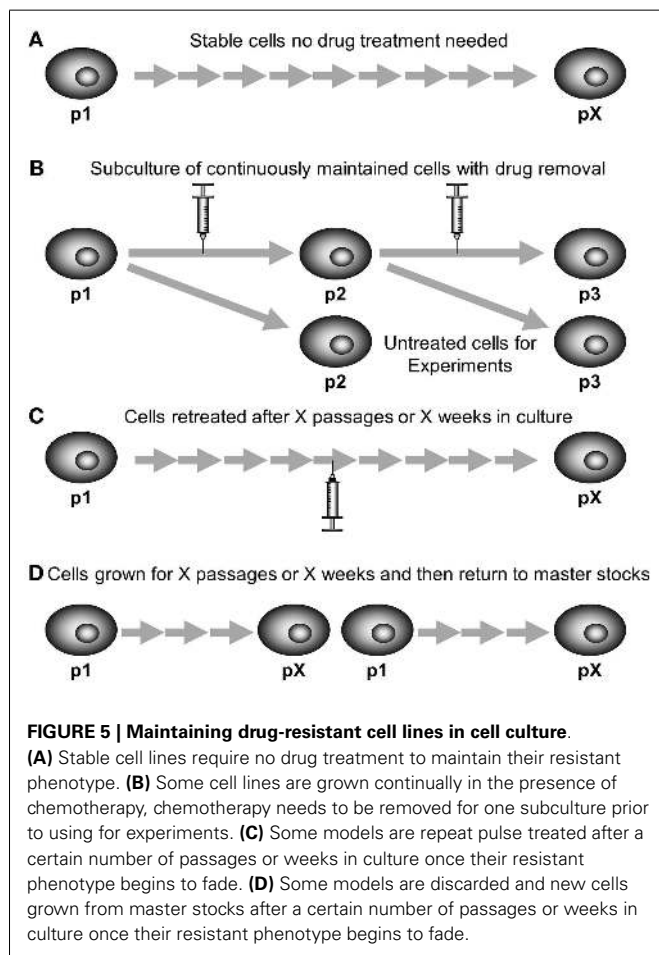 A Stable cells no drug treatment needed
p1 pX
B Subculture of continuously maintained cells with drug removal
p1 p2 p3
Untreated cells for
Experiments
p2 p3
C Cells retreated after X passages or X weeks in culture
p1 pX
D Cells grown for X passages or X weeks and then return to master stocks
p1 pX p1 pX
FIGURE 5 | Maintaining drug-resistant cell lines in cell culture.
(A) Stable cell lines require no drug treatment to maintain their resistant
phenotype. (B) Some cell lines are grown continually in the presence of
chemotherapy, chemotherapy needs to be removed for one subculture prior
to using for experiments. (C) Some models are repeat pulse treated after a
certain number of passages or weeks in culture once their resistant
phenotype begins to fade. (D) Some models are discarded and new cells
grown from master stocks after a certain number of passages or weeks in
culture once their resistant phenotype begins to fade.